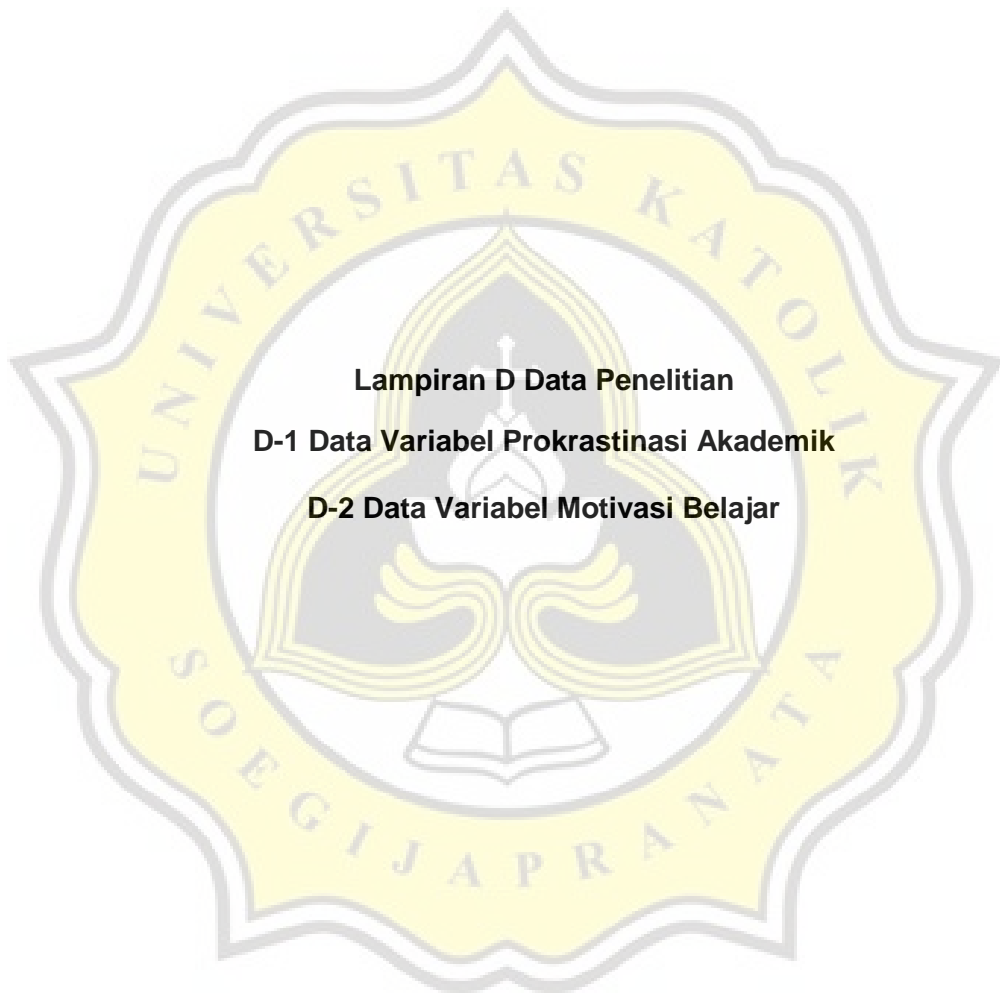 UNIVERSITAS KATOLIK
Lampiran D Data Penelitian
D-1 Data Variabel Prokrastinasi Akademik
D-2 Data Variabel Motivasi Belajar
SOEGIJAPRANATA